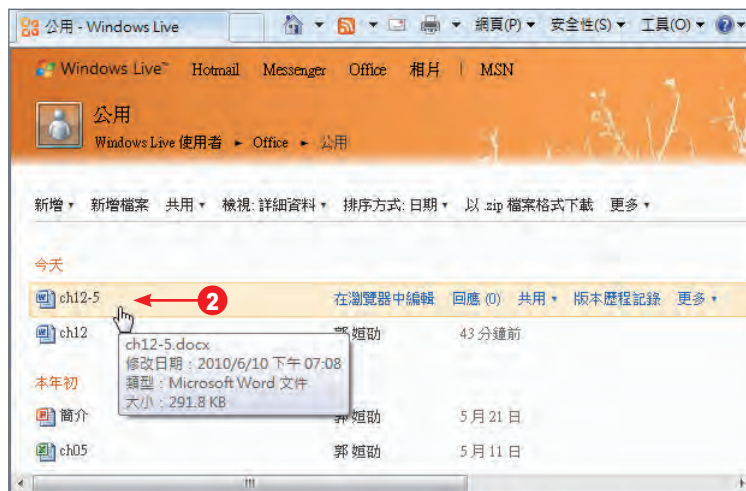 公用 - Windows Live 網頁(P) 安全性(S) 工具(O)
Windows Live™ Hotmail Messenger Office 相片 | MSN
公用
Windows Live 使用者 ► Office ► 公用
新增 新增檔案 共用 檢視: 詳細資料 排序方式: 日期 以 .zip 檔案格式下載 更多
今天
ch12-5 2 在瀏覽器中編輯 回應 (0) 共用 版本歷程記錄 更多
ch12 郭姮劭 43 分鐘前
ch12-5.docx
修改日期：2010/6/10 下午 07:08
類型：Microsoft Word 文件
大小：291.8 KB
本年初
簡介 郭姮劭 5 月 21 日
ch05 郭姮劭 5 月 11 日